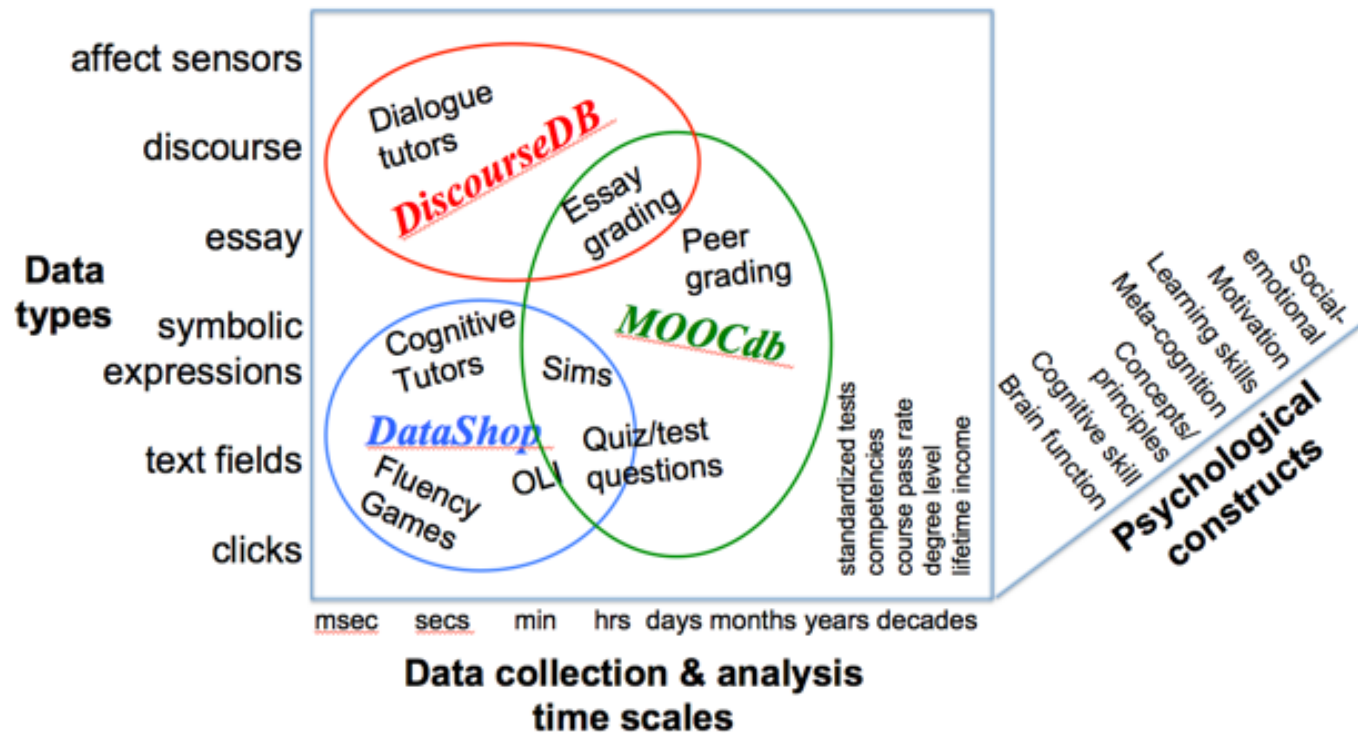 affect sensors
discourse
essay
Data
types
symbolic
expressions
text fields
clicks
Dialogue
tutors
DiscourseDB
Essay
grading
Peer
grading
MOOCdb
Cognitive
Tutors
Sims
DataShop
Quiz/test
questions
OLI
Fluency
Games
standardized tests
competencies
course pass rate
degree level
lifetime income
msec secs min hrs days months years decades
Data collection & analysis
time scales
Brain function
Cognitive skill
Concepts/
principles
Meta-cognition
Learning skills
Motivation
Social-
emotional
Psychological
constructs